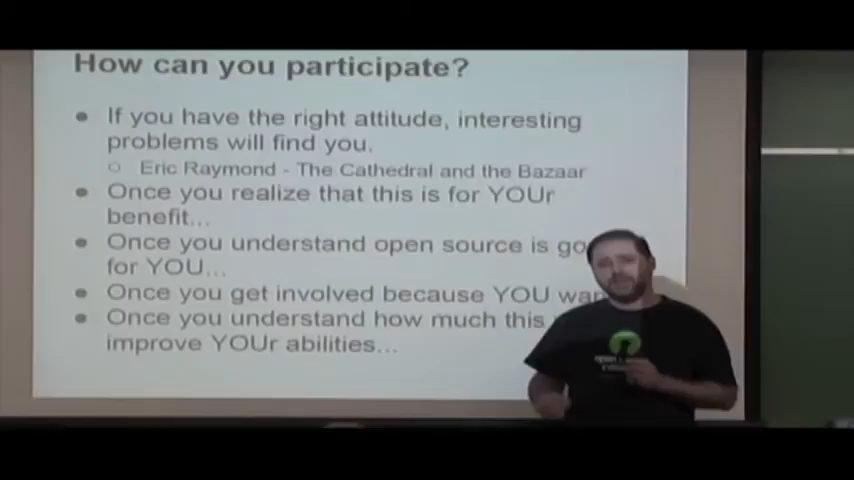 How can you participate?
If you have the right attitude, interesting
problems will find you.
Eric Raymond - The Cathedral and the Bazaar
Once you realize that this is for YOUr
benefit...
Once you understand open source is go
for YOU...
Once you get involved because YOU wan
Once you understand how much this
improve YOUr abilities...
open